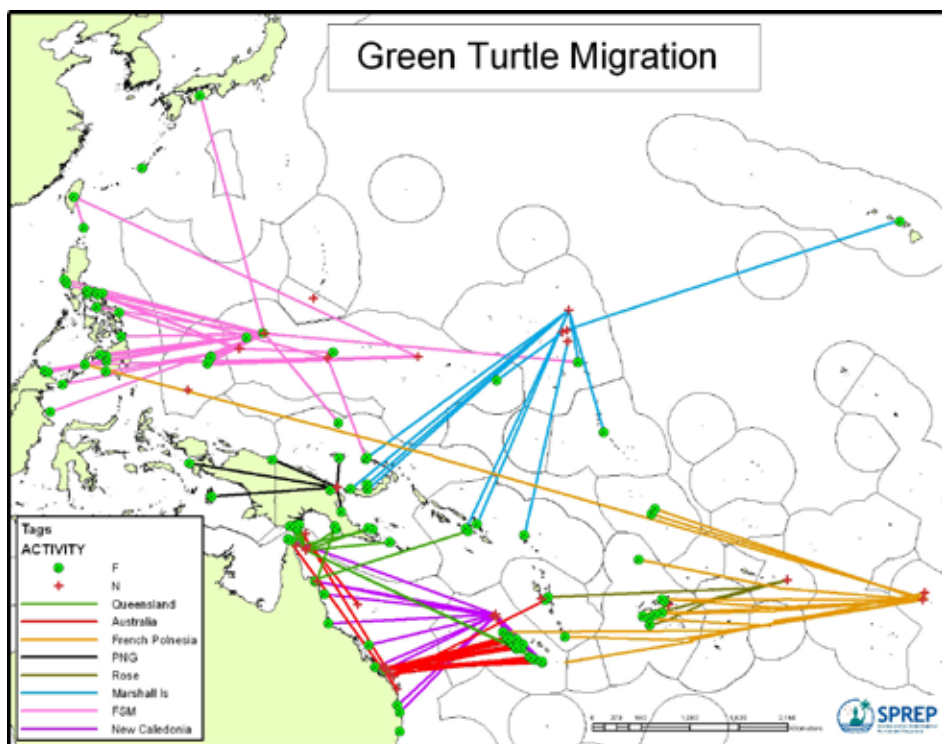 Green Turtle Migration
Tags
ACTIVITY
F
N
Queensland
Australia
French Polnesia
PNG
Rose
Marshall Is
FSM
New Caledonia
SPREP